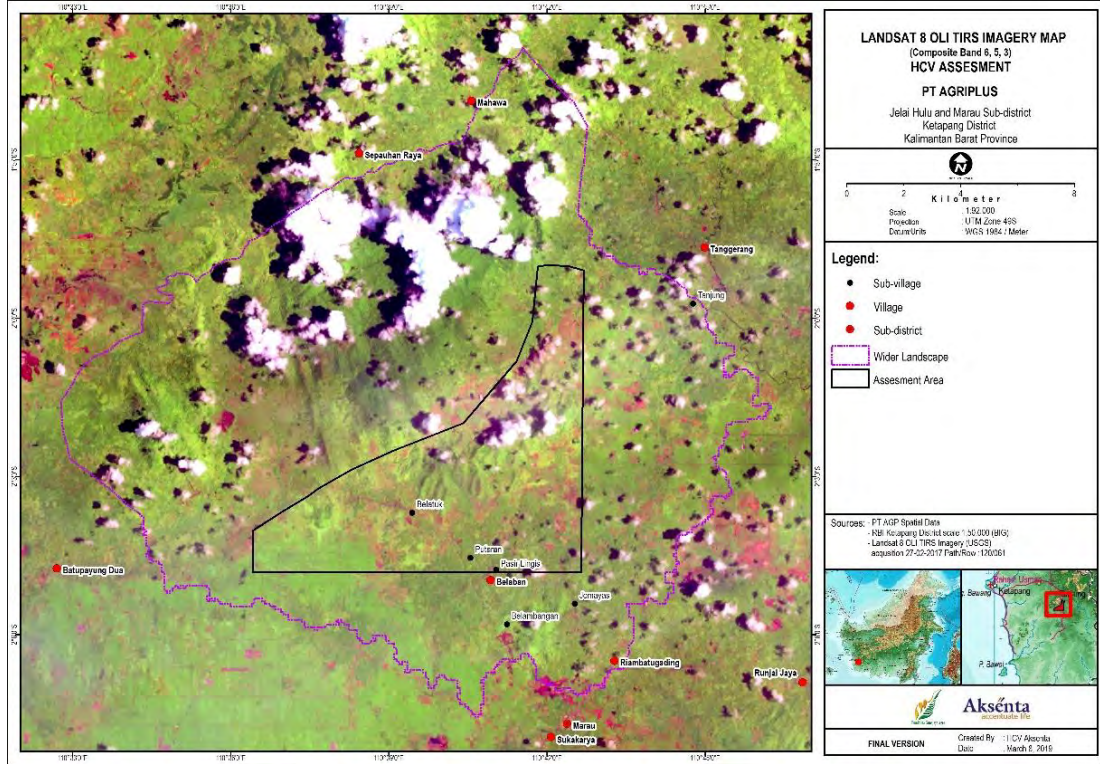 Mahawa
Sepauhan Raya
Tanggerang
Tanjung
Belatuk
Puteran
Pasir Lingis
Batupayung Dua
Belaban
Jemayas
Belambangan
Riambatugading
Runjai Jaya
Marau
Sukakarya
LANDSAT 8 OLI TIRS IMAGERY MAP
(Composite Band 6, 5, 3)
HCV ASSESMENT
PT AGRIPLUS
Jelai Hulu and Marau Sub-district
Ketapang District
Kalimantan Barat Province
N
0 2 4 6 8
Kilometer
Scale : 1:92.000
Projection : UTM Zone 49S
Datum/Units : WGS 1984 / Meter
Legend:
Sub-village
Village
Sub-district
Wider Landscape
Assesment Area
Sources: - PT AGP Spatial Data
- RBI Ketapang District scale 1:50.000 (BIG)
- Landsat 8 OLI TIRS Imagery (USGS)
acqusition 27-02-2017 Path/Row : 120/061
Ketapang
P. Bawal
Aksenta
accentuate life
FINAL VERSION
Created By : HCV Aksenta
Date : March 8, 2019